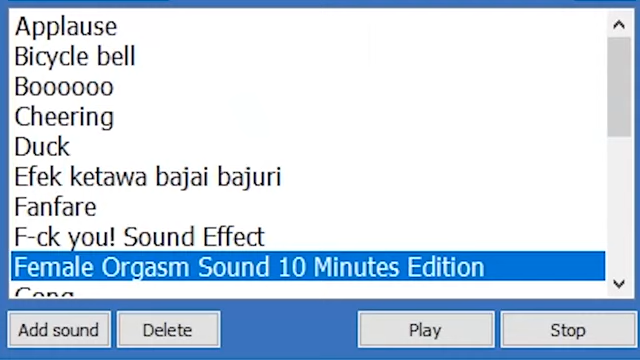 Applause
Bicycle bell
Boooooo
Cheering
Duck
Efek ketawa bajai bajuri
Fanfare
F-ck you! Sound Effect
Female Orgasm Sound 10 Minutes Edition
Gong
Add sound Delete Play Stop